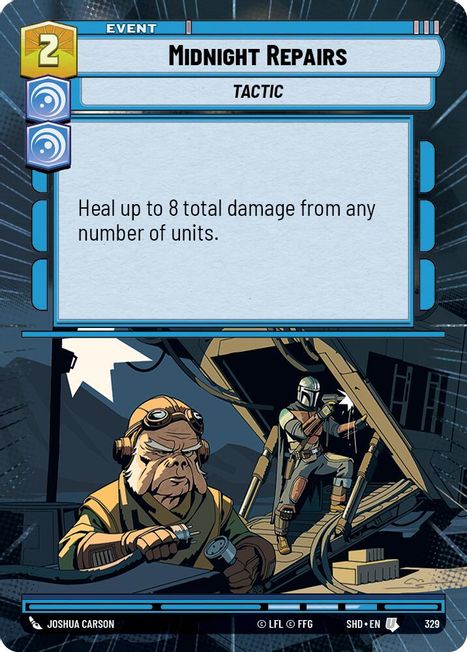 EVENT
2
MIDNIGHT REPAIRS
TACTIC
Heal up to 8 total damage from any
number of units.
JOSHUA CARSON
© LFL © FFG
SHD • EN
329